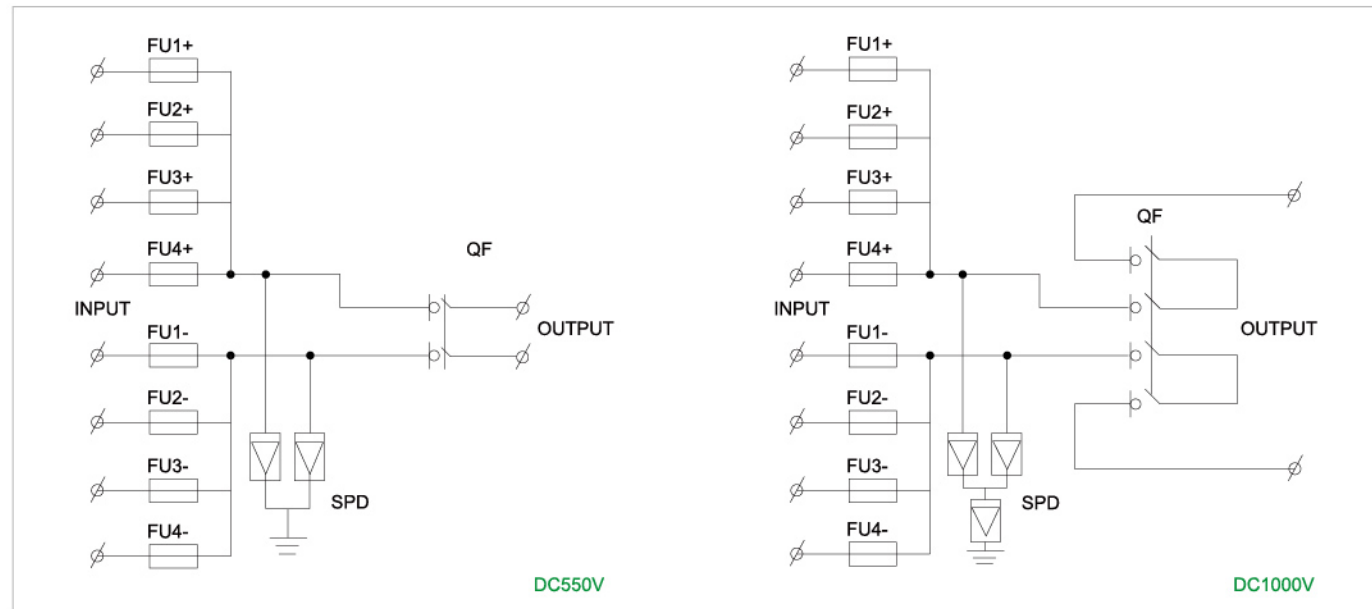 FU1+
FU2+
FU3+
FU4+
QF
INPUT
OUTPUT
FU1-
FU2-
FU3-
SPD
FU4-
DC550V
FU1+
FU2+
FU3+
QF
FU4+
INPUT
OUTPUT
FU1-
FU2-
FU3-
SPD
FU4-
DC1000V